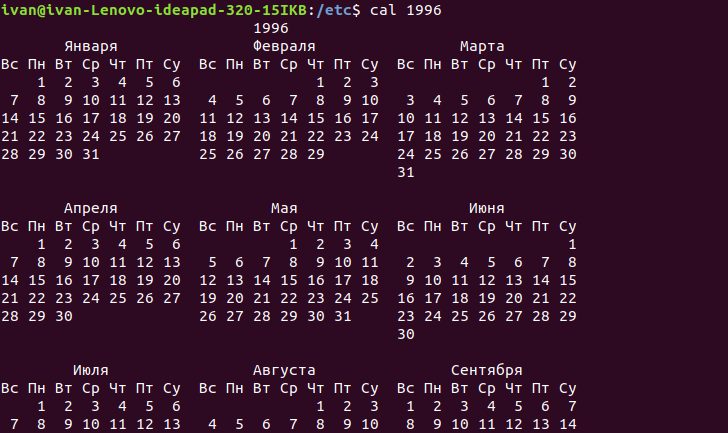 ivan@ivan-Lenovo-ideapad-320-15IKB:/etc$ cal 1996
                            1996
       Января                Февраля                Марта
Вс Пн Вт Ср Чт Пт Су  Вс Пн Вт Ср Чт Пт Су  Вс Пн Вт Ср Чт Пт Су
    1  2  3  4  5  6               1  2  3                  1  2
 7  8  9 10 11 12 13   4  5  6  7  8  9 10   3  4  5  6  7  8  9
14 15 16 17 18 19 20  11 12 13 14 15 16 17  10 11 12 13 14 15 16
21 22 23 24 25 26 27  18 19 20 21 22 23 24  17 18 19 20 21 22 23
28 29 30 31           25 26 27 28 29        24 25 26 27 28 29 30
                                            31
       Апреля                 Мая                   Июня
Вс Пн Вт Ср Чт Пт Су  Вс Пн Вт Ср Чт Пт Су  Вс Пн Вт Ср Чт Пт Су
    1  2  3  4  5  6            1  2  3  4                     1
 7  8  9 10 11 12 13   5  6  7  8  9 10 11   2  3  4  5  6  7  8
14 15 16 17 18 19 20  12 13 14 15 16 17 18   9 10 11 12 13 14 15
21 22 23 24 25 26 27  19 20 21 22 23 24 25  16 17 18 19 20 21 22
28 29 30              26 27 28 29 30 31     23 24 25 26 27 28 29
                                            30
        Июля                Августа               Сентября
Вс Пн Вт Ср Чт Пт Су  Вс Пн Вт Ср Чт Пт Су  Вс Пн Вт Ср Чт Пт Су
    1  2  3  4  5  6               1  2  3   1  2  3  4  5  6  7
 7  8  9 10 11 12 13   4  5  6  7  8  9 10   8  9 10 11 12 13 14